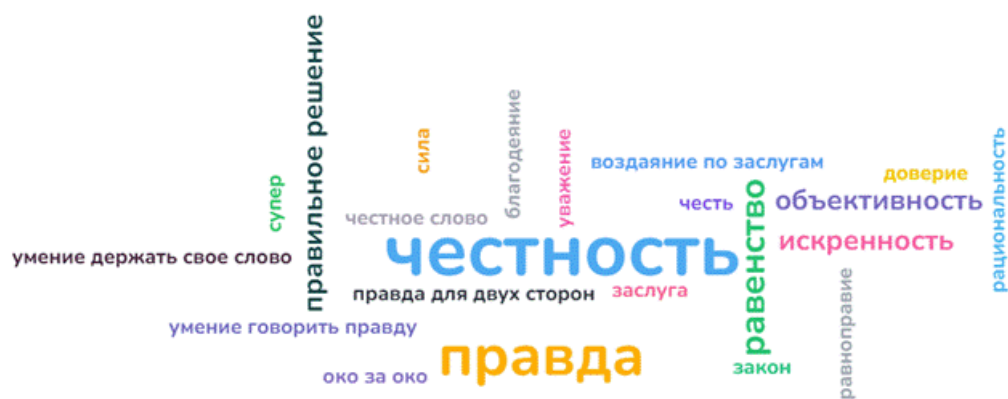 правильное решение
сила
благодеяние
уважение
воздаяние по заслугам
доверие
рациональность
супер
честное слово
честь
объективность
умение держать свое слово
честность
равенство
искренность
правда для двух сторон
заслуга
умение говорить правду
правда
око за око
закон
равноправие